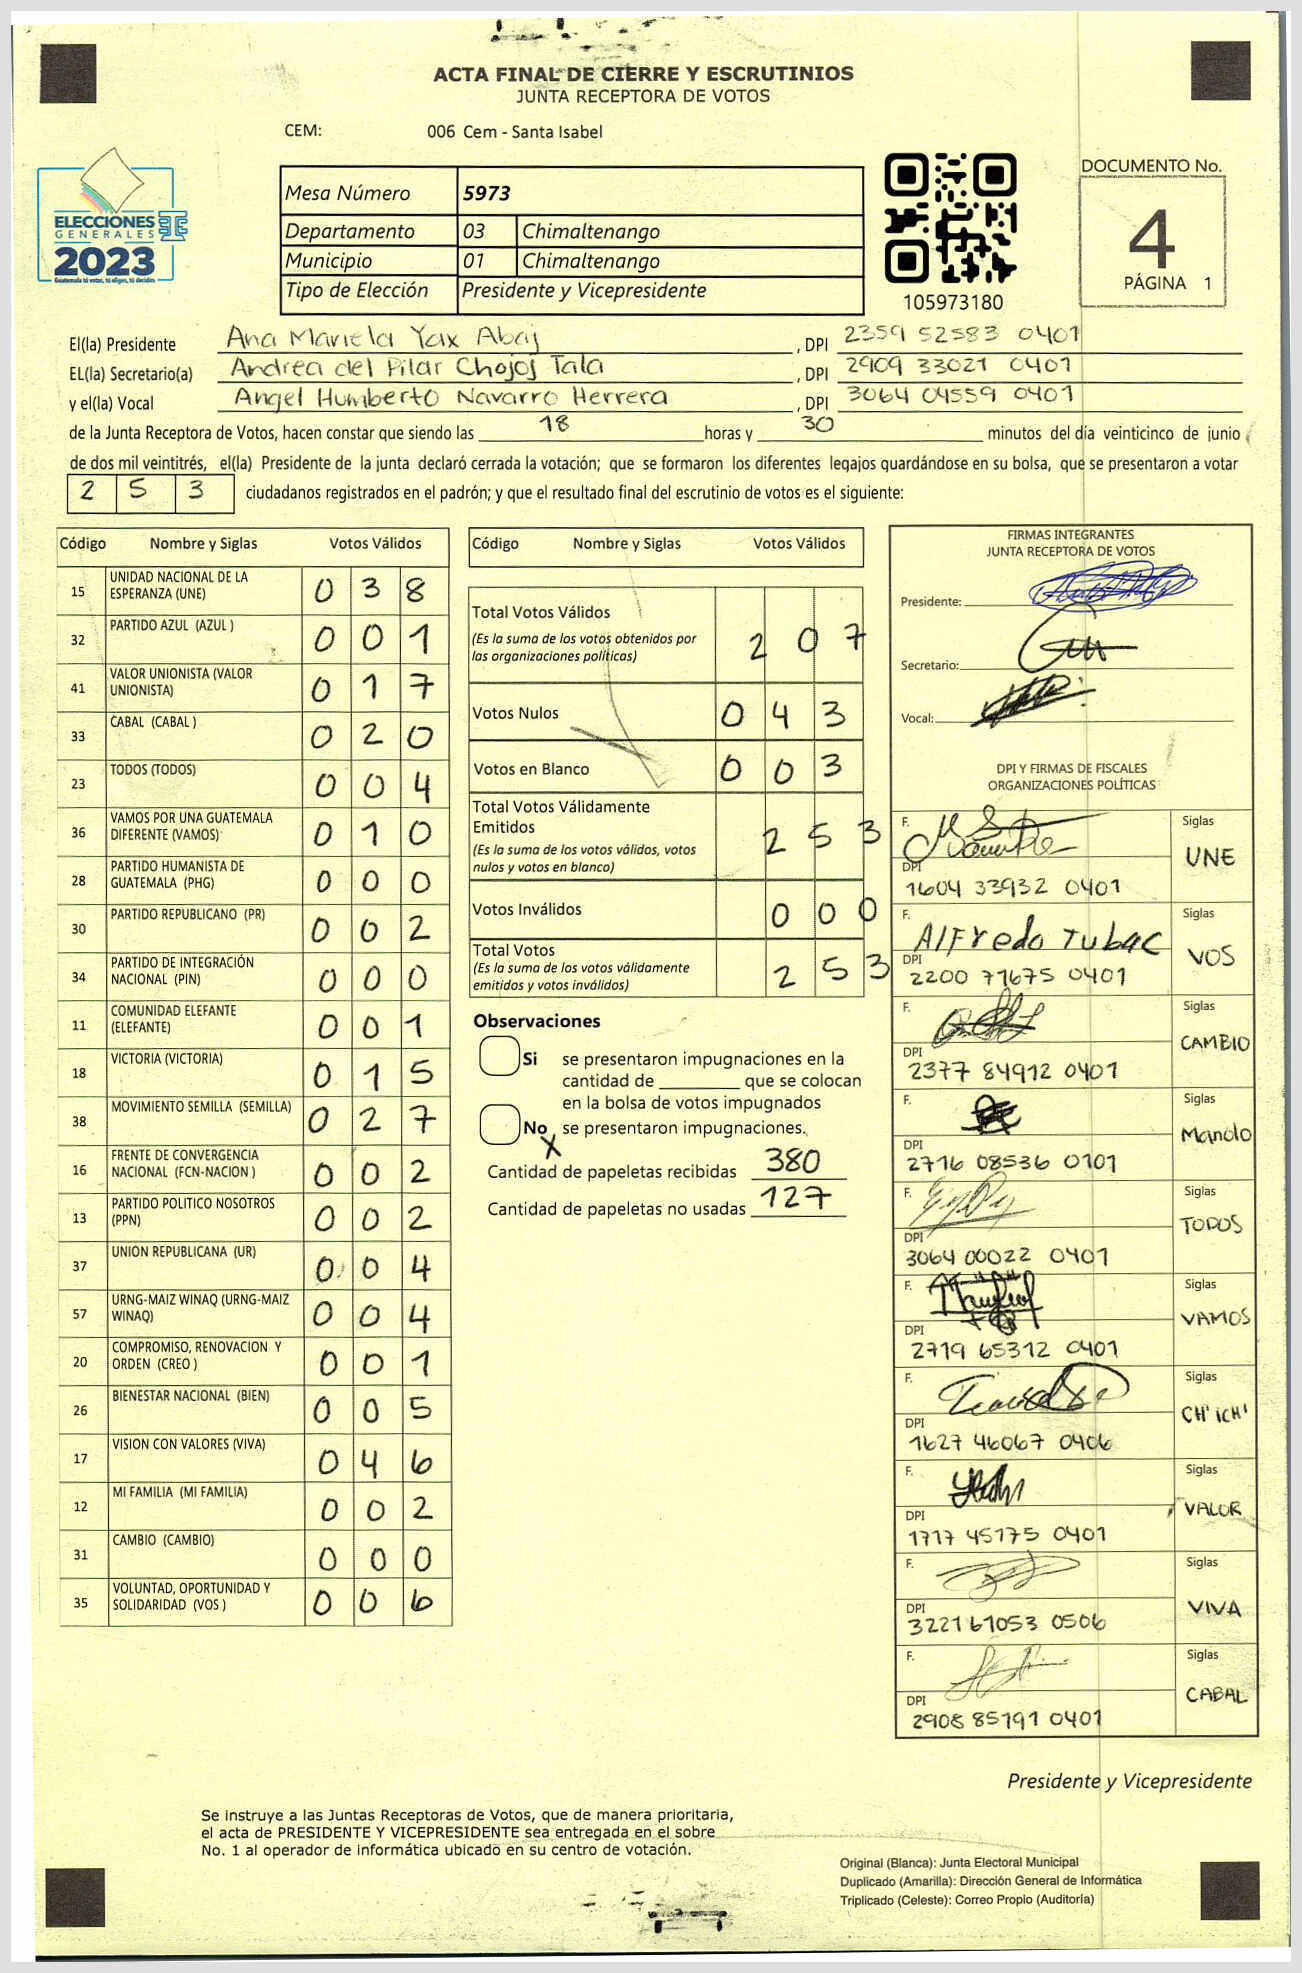 ACTA FINAL DE CIERRE Y ESCRUTINIOS
JUNTA RECEPTORA DE VOTOS
CEM: 006 Cem - Santa Isabel
ELECCIONES
GENERALES
2023
Guatemala tú votas, tú eliges, tú decides
Mesa Número 5973
Departamento 03 Chimaltenango
Municipio 01 Chimaltenango
Tipo de Elección Presidente y Vicepresidente
105973180
DOCUMENTO No.
4
PÁGINA 1
El(la) Presidente Ana Mariela Yax Abaj , DPI 2359 52583 0401
EL(la) Secretario(a) Andrea del Pilar Chojoj Tala , DPI 2909 33021 0401
y el(la) Vocal Angel Humberto Navarro Herrera , DPI 3064 04559 0401
de la Junta Receptora de Votos, hacen constar que siendo las 18 horas y 30 minutos del día veinticinco de junio
de dos mil veintitrés, el(la) Presidente de la junta declaró cerrada la votación; que se formaron los diferentes legajos guardándose en su bolsa, que se presentaron a votar
2 5 3 ciudadanos registrados en el padrón; y que el resultado final del escrutinio de votos es el siguiente:
Código Nombre y Siglas Votos Válidos
15 UNIDAD NACIONAL DE LA
ESPERANZA (UNE) 0 3 8
32 PARTIDO AZUL (AZUL ) 0 0 1
41 VALOR UNIONISTA (VALOR
UNIONISTA) 0 1 7
33 CABAL (CABAL ) 0 2 0
23 TODOS (TODOS) 0 0 4
36 VAMOS POR UNA GUATEMALA
DIFERENTE (VAMOS) 0 1 0
28 PARTIDO HUMANISTA DE
GUATEMALA (PHG) 0 0 0
30 PARTIDO REPUBLICANO (PR) 0 0 2
34 PARTIDO DE INTEGRACIÓN
NACIONAL (PIN) 0 0 0
11 COMUNIDAD ELEFANTE
(ELEFANTE) 0 0 1
18 VICTORIA (VICTORIA) 0 1 5
38 MOVIMIENTO SEMILLA (SEMILLA) 0 2 7
16 FRENTE DE CONVERGENCIA
NACIONAL (FCN-NACION ) 0 0 2
13 PARTIDO POLITICO NOSOTROS
(PPN) 0 0 2
37 UNION REPUBLICANA (UR) 0 0 4
57 URNG-MAIZ WINAQ (URNG-MAIZ
WINAQ) 0 0 4
20 COMPROMISO, RENOVACION Y
ORDEN (CREO ) 0 0 1
26 BIENESTAR NACIONAL (BIEN) 0 0 5
17 VISION CON VALORES (VIVA) 0 4 6
12 MI FAMILIA (MI FAMILIA) 0 0 2
31 CAMBIO (CAMBIO) 0 0 0
35 VOLUNTAD, OPORTUNIDAD Y
SOLIDARIDAD (VOS ) 0 0 6
Código Nombre y Siglas Votos Válidos
Total Votos Válidos 2 0 7
(Es la suma de los votos obtenidos por
las organizaciones políticas)
Votos Nulos 0 4 3
Votos en Blanco 0 0 3
Total Votos Válidamente
Emitidos 2 5 3
(Es la suma de los votos válidos, votos
nulos y votos en blanco)
Votos Inválidos 0 0 0
Total Votos 2 5 3
(Es la suma de los votos válidamente
emitidos y votos inválidos)
Observaciones
Si se presentaron impugnaciones en la
cantidad de ________ que se colocan
en la bolsa de votos impugnados
No se presentaron impugnaciones.
X
Cantidad de papeletas recibidas 380
Cantidad de papeletas no usadas 127
FIRMAS INTEGRANTES
JUNTA RECEPTORA DE VOTOS
Presidente:
Secretario:
Vocal:
DPI Y FIRMAS DE FISCALES
ORGANIZACIONES POLÍTICAS
F. Siglas
UNE
DPI
1604 33932 0401
F. Alfredo Tubac Siglas
VOS
DPI
2200 71675 0401
F. Siglas
CAMBIO
DPI
2377 84912 0401
F. Siglas
Manolo
DPI
2716 08536 0101
F. Siglas
TODOS
DPI
3064 00022 0401
F. Siglas
VAMOS
DPI
2719 65312 0401
F. Siglas
CH' ICH'
DPI
1627 46067 0406
F. Siglas
VALOR
DPI
1717 45175 0401
F. Siglas
VIVA
DPI
3221 61053 0506
F. Siglas
CABAL
DPI
2908 85191 0401
Presidente y Vicepresidente
Se instruye a las Juntas Receptoras de Votos, que de manera prioritaria,
el acta de PRESIDENTE Y VICEPRESIDENTE sea entregada en el sobre
No. 1 al operador de informática ubicado en su centro de votación.
Original (Blanca): Junta Electoral Municipal
Duplicado (Amarilla): Dirección General de Informática
Triplicado (Celeste): Correo Propio (Auditoría)